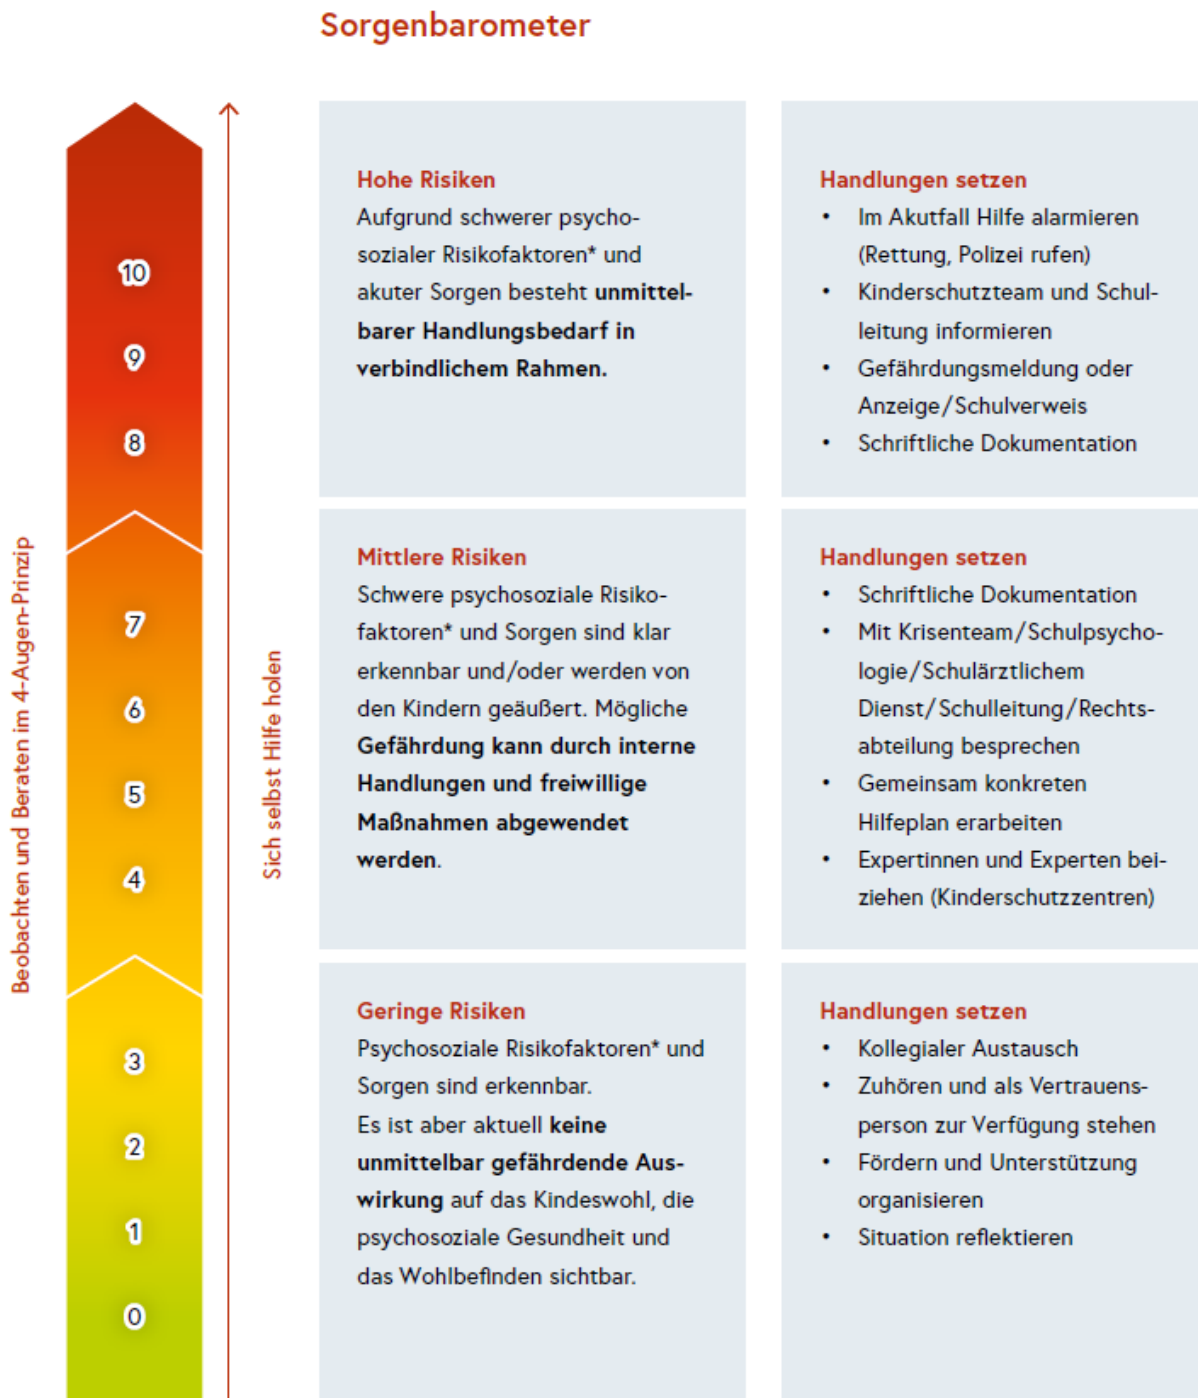 Sorgenbarometer
Beobachten und Beraten im 4-Augen-Prinzip
Sich selbst Hilfe holen
10
9
8
Hohe Risiken
Aufgrund schwerer psycho-
sozialer Risikofaktoren* und
akuter Sorgen besteht unmittel-
barer Handlungsbedarf in
verbindlichem Rahmen.
Handlungen setzen
• Im Akutfall Hilfe alarmieren
(Rettung, Polizei rufen)
• Kinderschutzteam und Schul-
leitung informieren
• Gefährdungsmeldung oder
Anzeige/Schulverweis
• Schriftliche Dokumentation
7
6
5
4
Mittlere Risiken
Schwere psychosoziale Risiko-
faktoren* und Sorgen sind klar
erkennbar und/oder werden von
den Kindern geäußert. Mögliche
Gefährdung kann durch interne
Handlungen und freiwillige
Maßnahmen abgewendet
werden.
Handlungen setzen
• Schriftliche Dokumentation
• Mit Krisenteam/Schulpsycho-
logie/Schulärztlichem
Dienst/Schulleitung/Rechts-
abteilung besprechen
• Gemeinsam konkreten
Hilfeplan erarbeiten
• Expertinnen und Experten bei-
ziehen (Kinderschutzzentren)
3
2
1
0
Geringe Risiken
Psychosoziale Risikofaktoren* und
Sorgen sind erkennbar.
Es ist aber aktuell keine
unmittelbar gefährdende Aus-
wirkung auf das Kindeswohl, die
psychosoziale Gesundheit und
das Wohlbefinden sichtbar.
Handlungen setzen
• Kollegialer Austausch
• Zuhören und als Vertrauens-
person zur Verfügung stehen
• Fördern und Unterstützung
organisieren
• Situation reflektieren